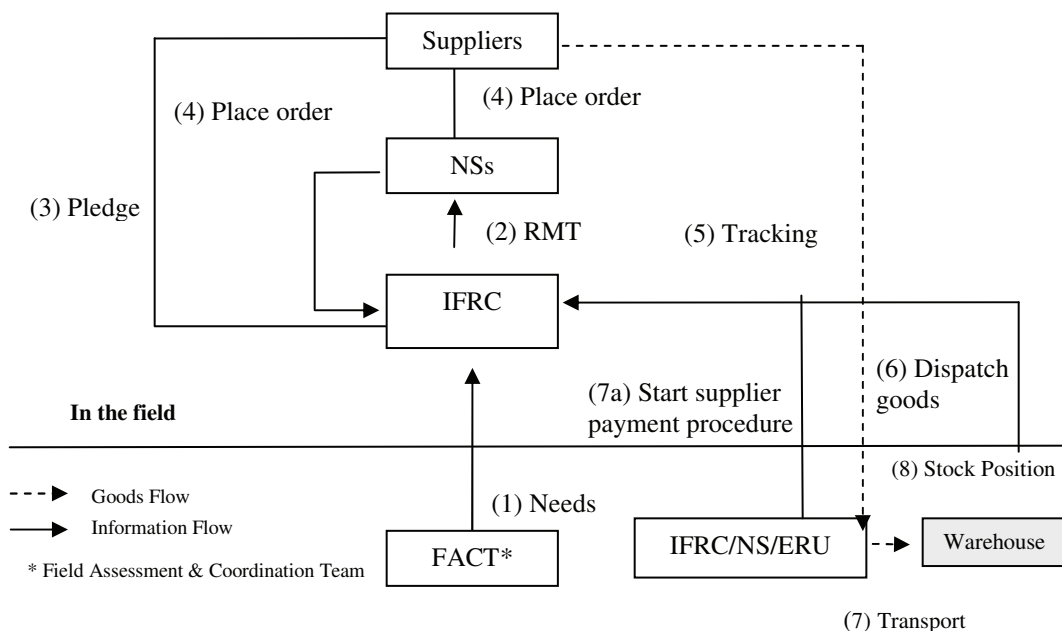 Suppliers
(4) Place order
(4) Place order
NSs
(3) Pledge
(2) RMT
(5) Tracking
IFRC
(6) Dispatch
goods
(7a) Start supplier
payment procedure
In the field
(8) Stock Position
Goods Flow
(1) Needs
Information Flow
IFRC/NS/ERU
Warehouse
FACT*
* Field Assessment & Coordination Team
(7) Transport